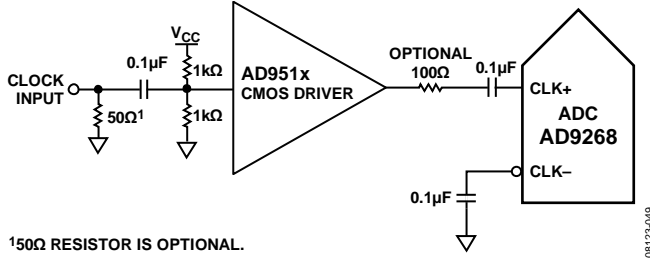 V_CC
0.1µF
1kΩ
CLOCK
INPUT
50Ω¹
1kΩ
AD951x
CMOS DRIVER
OPTIONAL
100Ω
0.1µF
CLK+
ADC
AD9268
CLK–
0.1µF
¹50Ω RESISTOR IS OPTIONAL.
08123-049